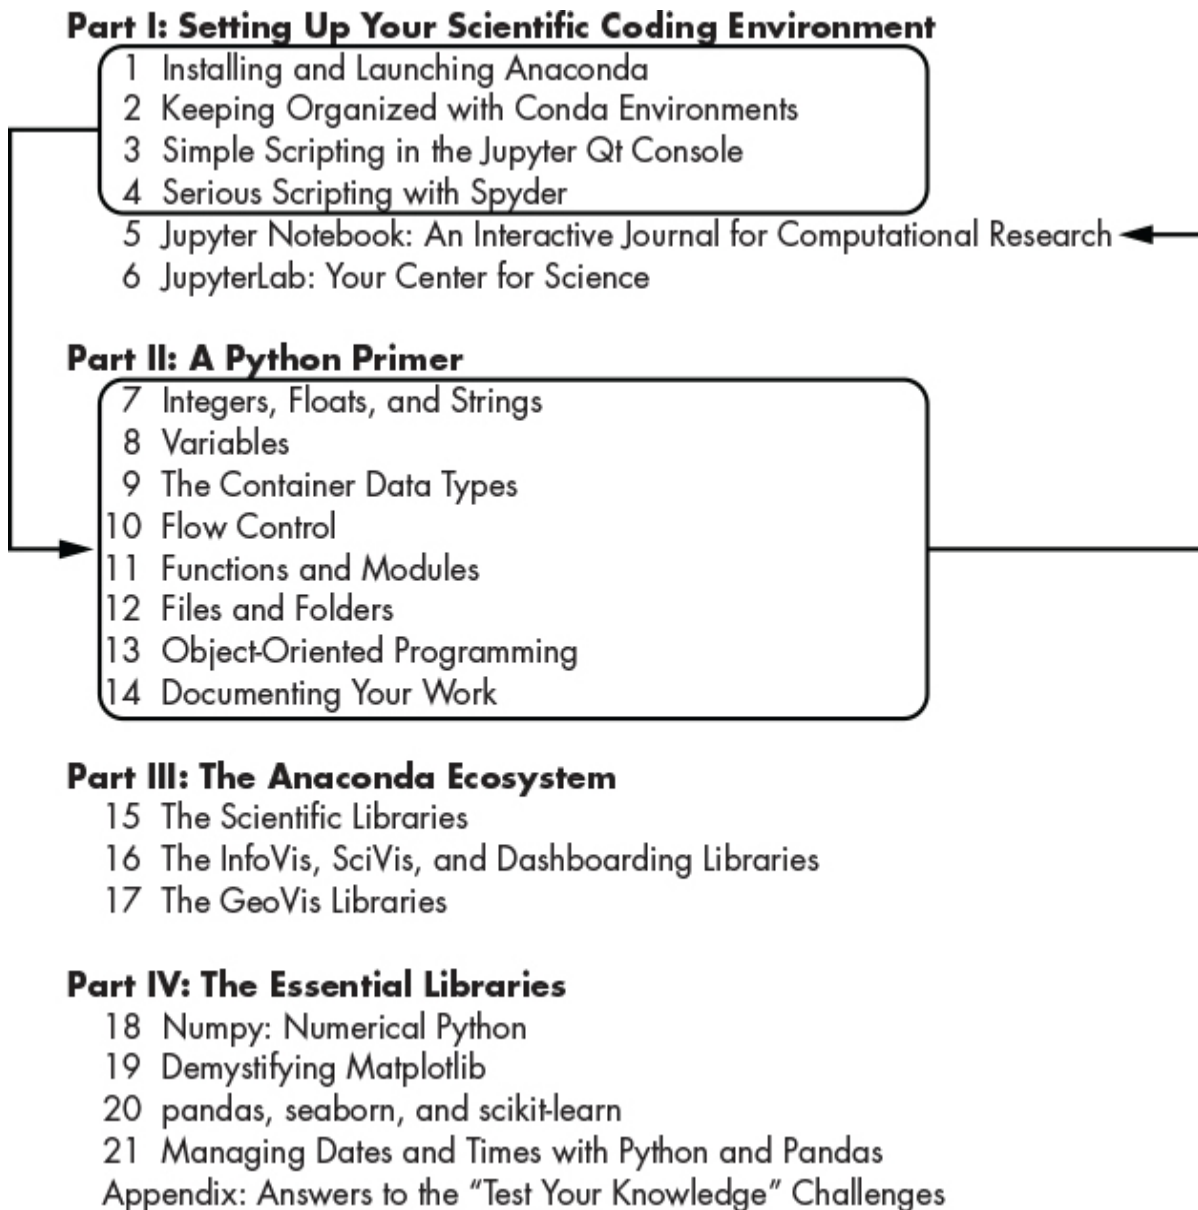 Part I: Setting Up Your Scientific Coding Environment
1 Installing and Launching Anaconda
2 Keeping Organized with Conda Environments
3 Simple Scripting in the Jupyter Qt Console
4 Serious Scripting with Spyder
5 Jupyter Notebook: An Interactive Journal for Computational Research
6 JupyterLab: Your Center for Science
Part II: A Python Primer
7 Integers, Floats, and Strings
8 Variables
9 The Container Data Types
10 Flow Control
11 Functions and Modules
12 Files and Folders
13 Object-Oriented Programming
14 Documenting Your Work
Part III: The Anaconda Ecosystem
15 The Scientific Libraries
16 The InfoVis, SciVis, and Dashboarding Libraries
17 The GeoVis Libraries
Part IV: The Essential Libraries
18 Numpy: Numerical Python
19 Demystifying Matplotlib
20 pandas, seaborn, and scikit-learn
21 Managing Dates and Times with Python and Pandas
Appendix: Answers to the “Test Your Knowledge” Challenges